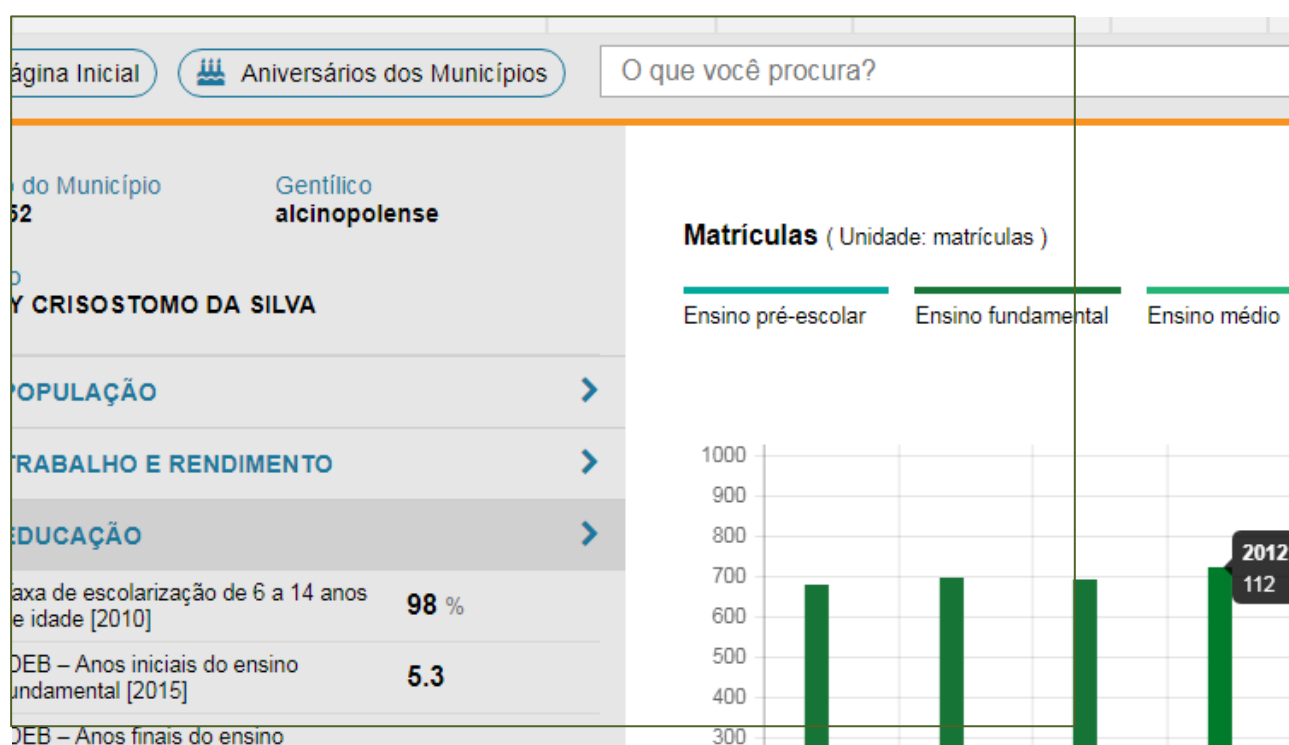 ágina Inicial
Aniversários dos Municípios
O que você procura?
do Município
52
Gentílico
alcinopolense
o
Y CRISOSTOMO DA SILVA
OPULAÇÃO
TRABALHO E RENDIMENTO
EDUCAÇÃO
axa de escolarização de 6 a 14 anos
e idade [2010]
98 %
DEB – Anos iniciais do ensino
undamental [2015]
5.3
DEB – Anos finais do ensino
Matrículas ( Unidade: matrículas )
Ensino pré-escolar
Ensino fundamental
Ensino médio
1000
900
800
700
600
500
400
300
2012
112